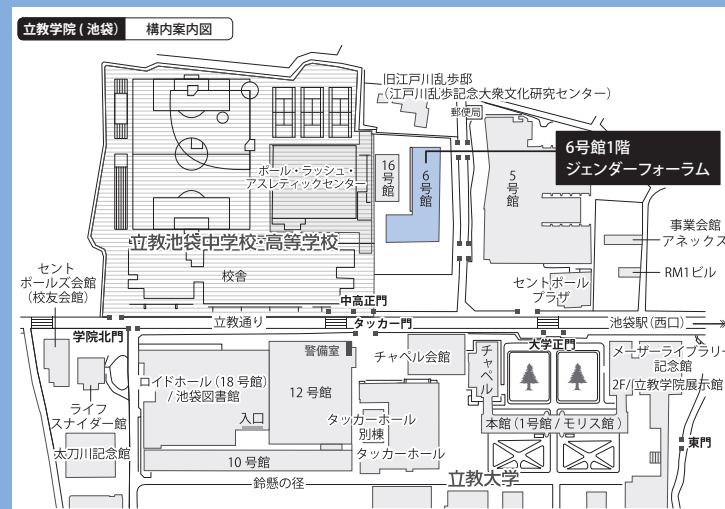 立教学院(池袋) 構内案内図
旧江戸川乱歩邸
(江戸川乱歩記念大衆文化研究センター)
郵便局
6号館1階
ジェンダーフォーラム
ポール・ラッシュ・
アスレティックセンター
16号館
6号館
5号館
事業会館
アネックス
RM1ビル
立教池袋中学校・高等学校
校舎
セントポール
プラザ
セント
ポールズ会館
(校友会館)
中高正門
学院北門
立教通り
タッカー門
大学正門
池袋駅(西口)
警備室
チャペル会館
チャペル
メーザーライブラリー
記念館
2F/立教学院展示館
ロイドホール(18号館)
/池袋図書館
12号館
ライフ
スナイダー館
入口
タッカーホール
別棟
タッカーホール
本館(1号館/モリス館)
東門
太刀川記念館
10号館
鈴懸の径
立教大学